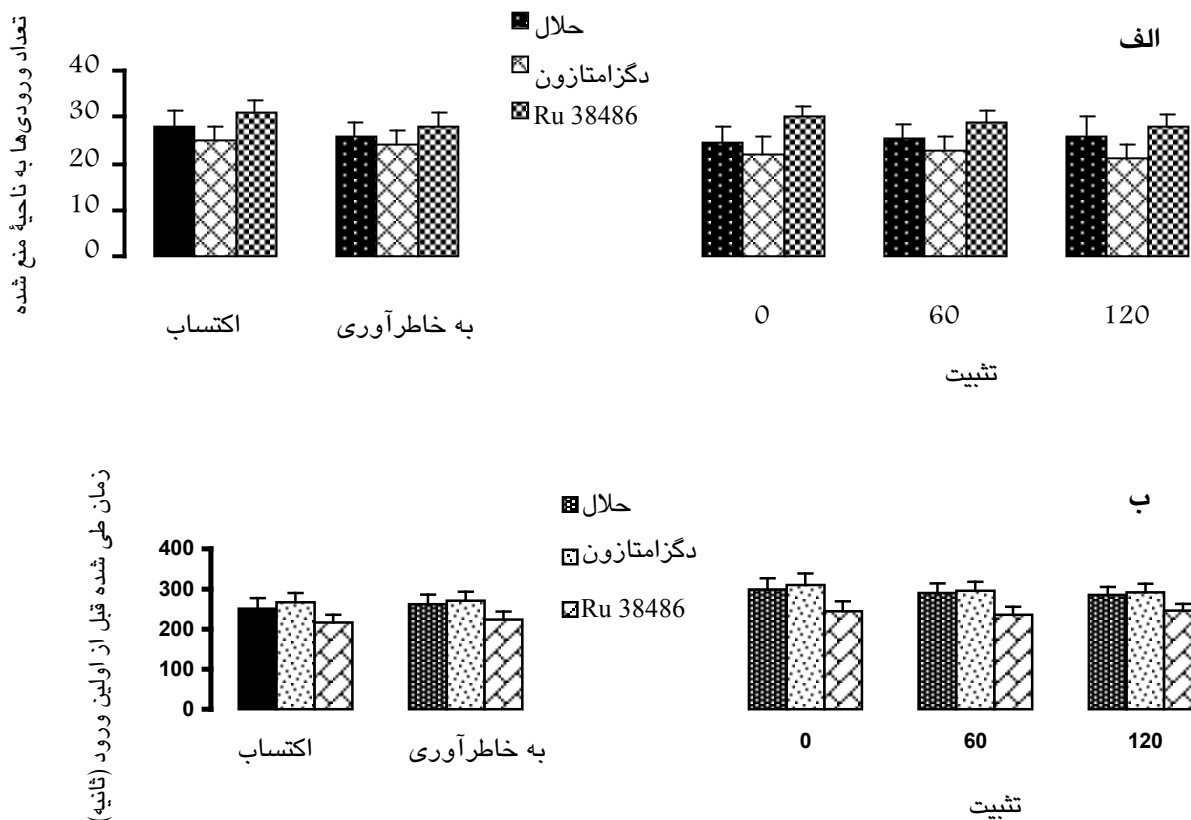 الف
تعداد ورودی‌ها به ناحیهٔ منع شده
40
30
20
10
0
حلال
دگزامتازون
Ru 38486
اکتساب
به خاطرآوری
0
60
120
تثبیت
ب
زمان طی شده قبل از اولین ورود (ثانیه)
400
300
200
100
0
حلال
دگزامتازون
Ru 38486
اکتساب
به خاطرآوری
0
60
120
تثبیت